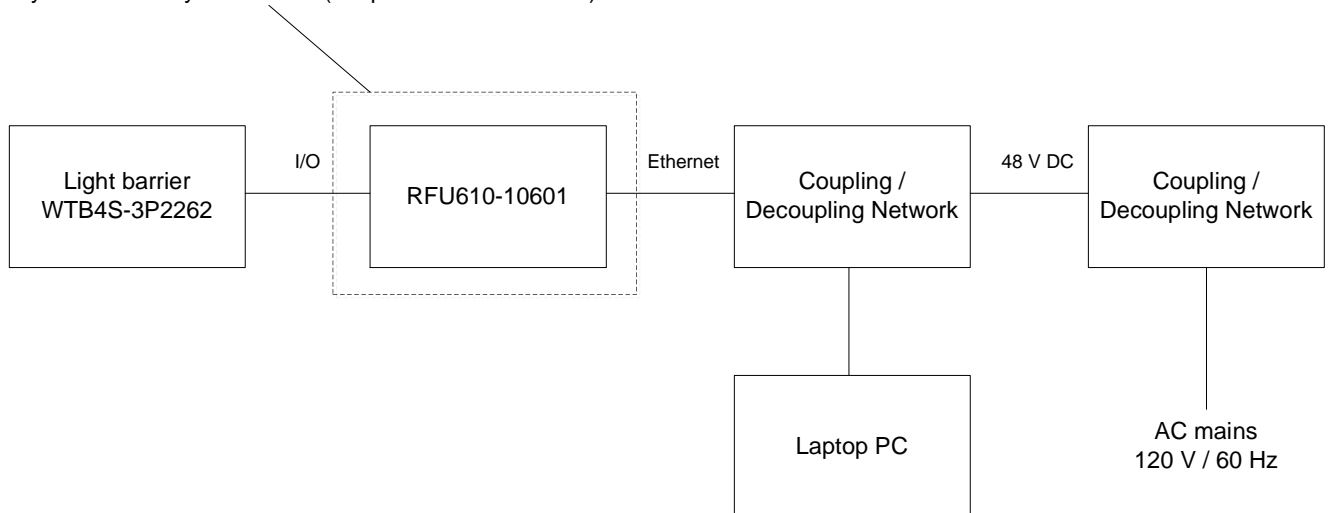 I/O
Ethernet
48 V DC
Light barrier
WTB4S-3P2262
RFU610-10601
Coupling /
Decoupling Network
Coupling /
Decoupling Network
Laptop PC
AC mains
120 V / 60 Hz